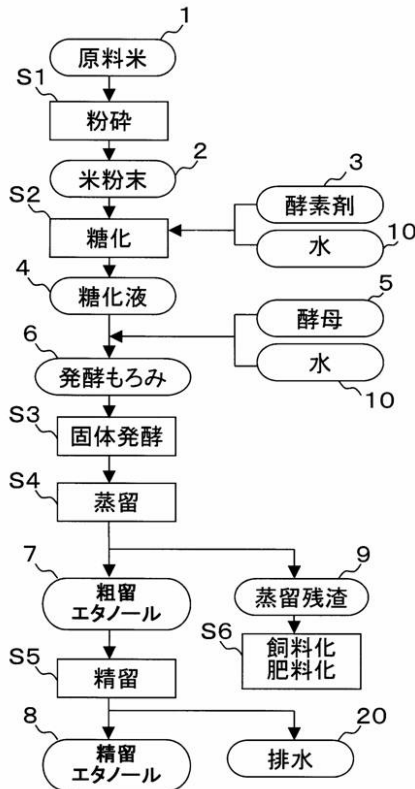 1
原料米
S1
粉砕
2
米粉末
3
酵素剤
S2
糖化
10
水
4
糖化液
5
酵母
6
発酵もろみ
水
10
S3
固体発酵
S4
蒸留
7
粗留
エタノール
9
蒸留残渣
S6
飼料化
肥料化
S5
精留
8
精留
エタノール
20
排水